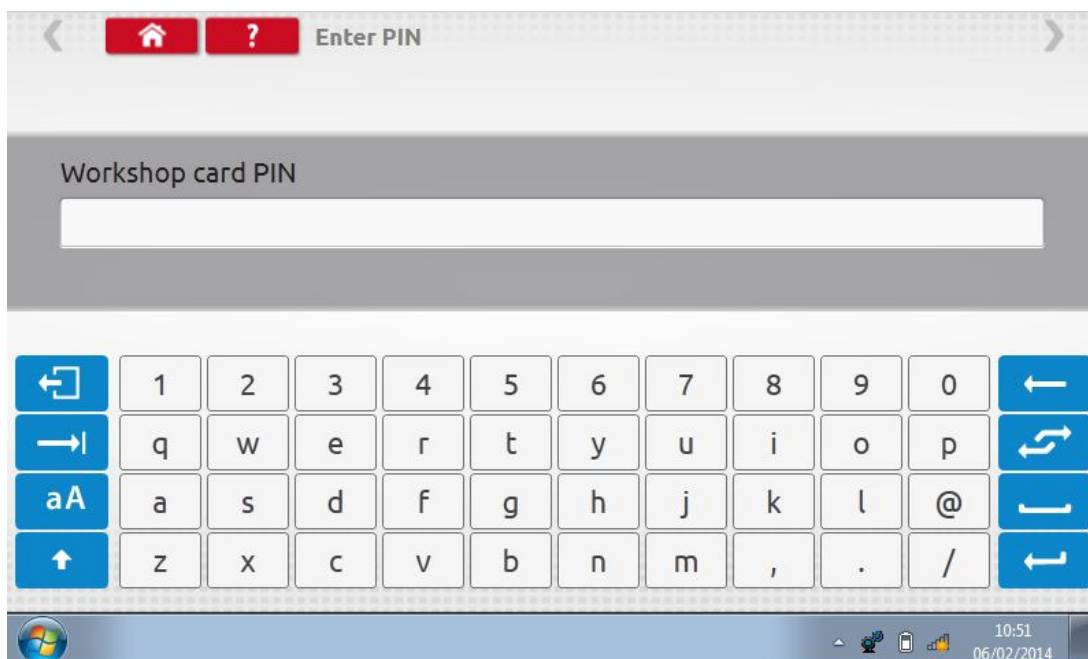 ? Enter PIN
Workshop card PIN
1 2 3 4 5 6 7 8 9 0
q w e r t y u i o p
aA a s d f g h j k l @
z x c v b n m , . /
10:51
06/02/2014